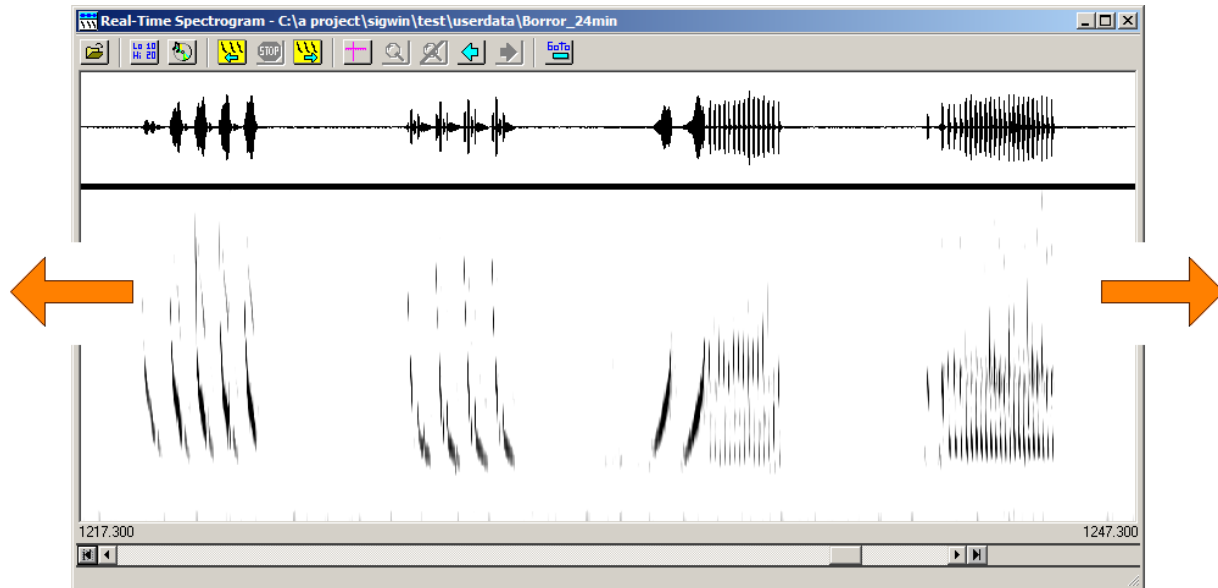 Real-Time Spectrogram - C:\a project\sigwin\test\userdata\Borror_24min
Lo 10
Hi 20
STOP
GoTo
1217.300
1247.300